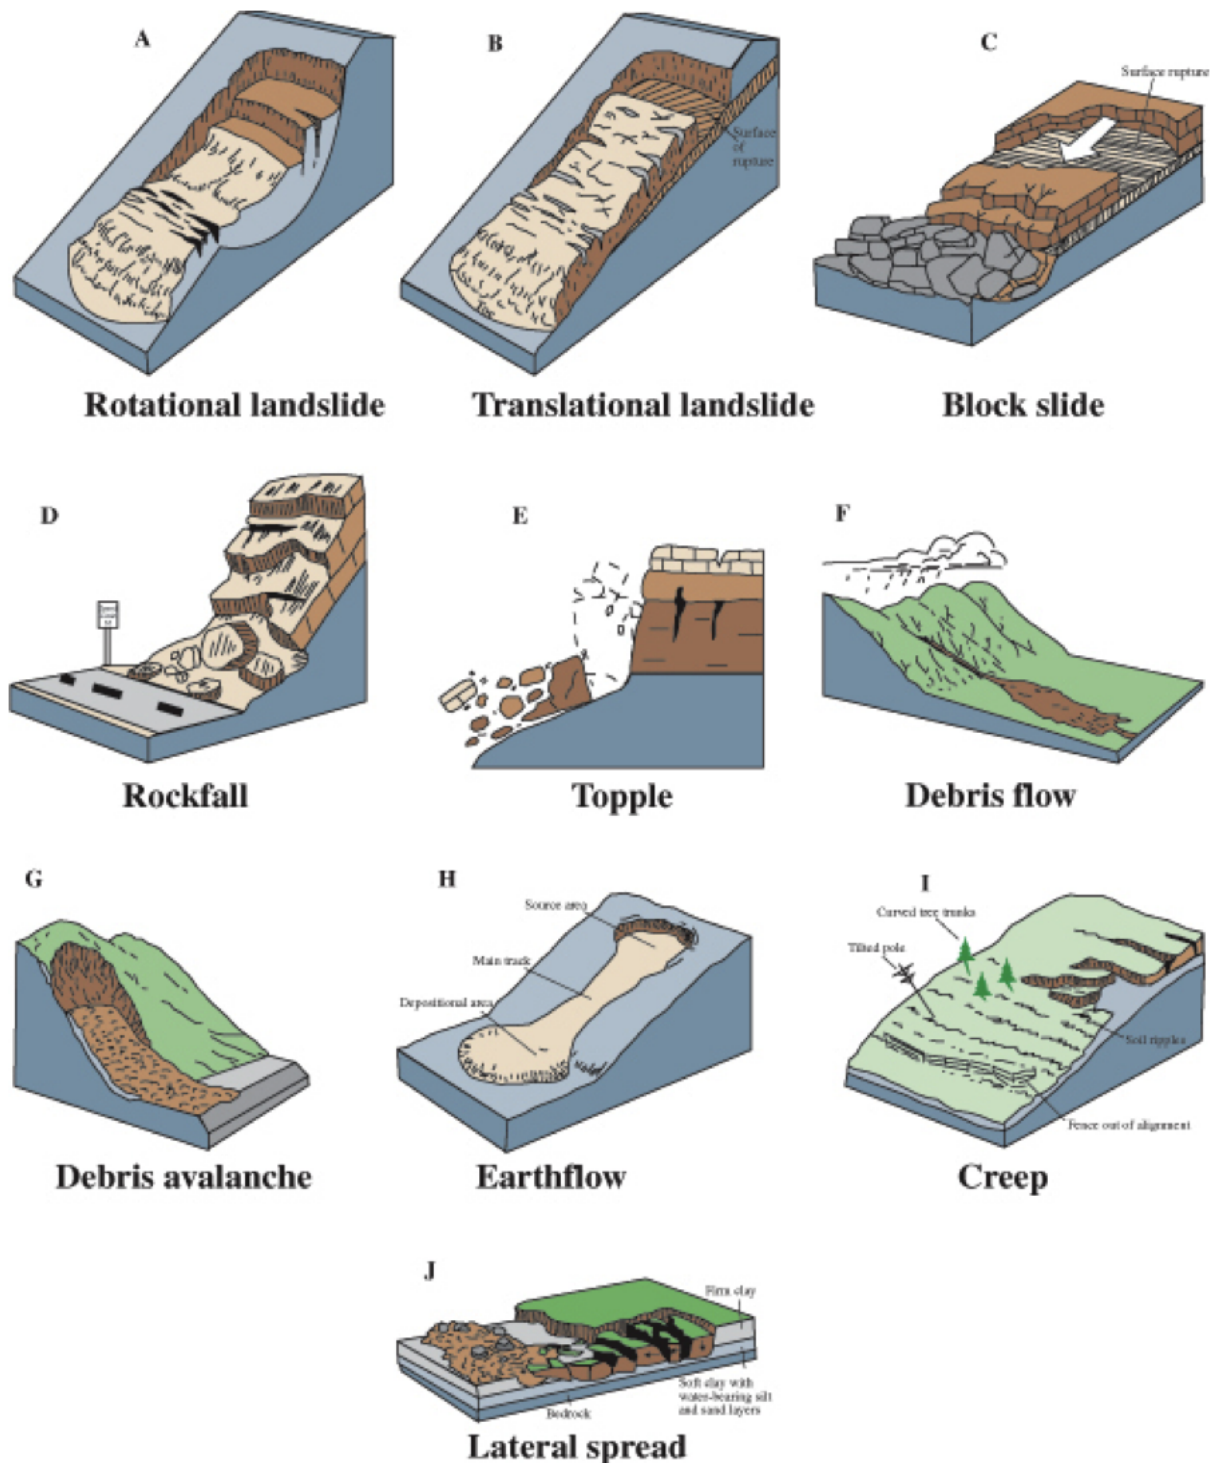 A
B
C
Surface rupture
Surface
of
rupture
Toe
Rotational landslide
Translational landslide
Block slide
D
E
F
Rockfall
Topple
Debris flow
G
H
I
Source area
Curved tree trunks
Tilted pole
Main track
Depositional area
Soil ripples
Fence out of alignment
Debris avalanche
Earthflow
Creep
J
Firm clay
Soft clay with
water-bearing silt
and sand layers
Bedrock
Lateral spread